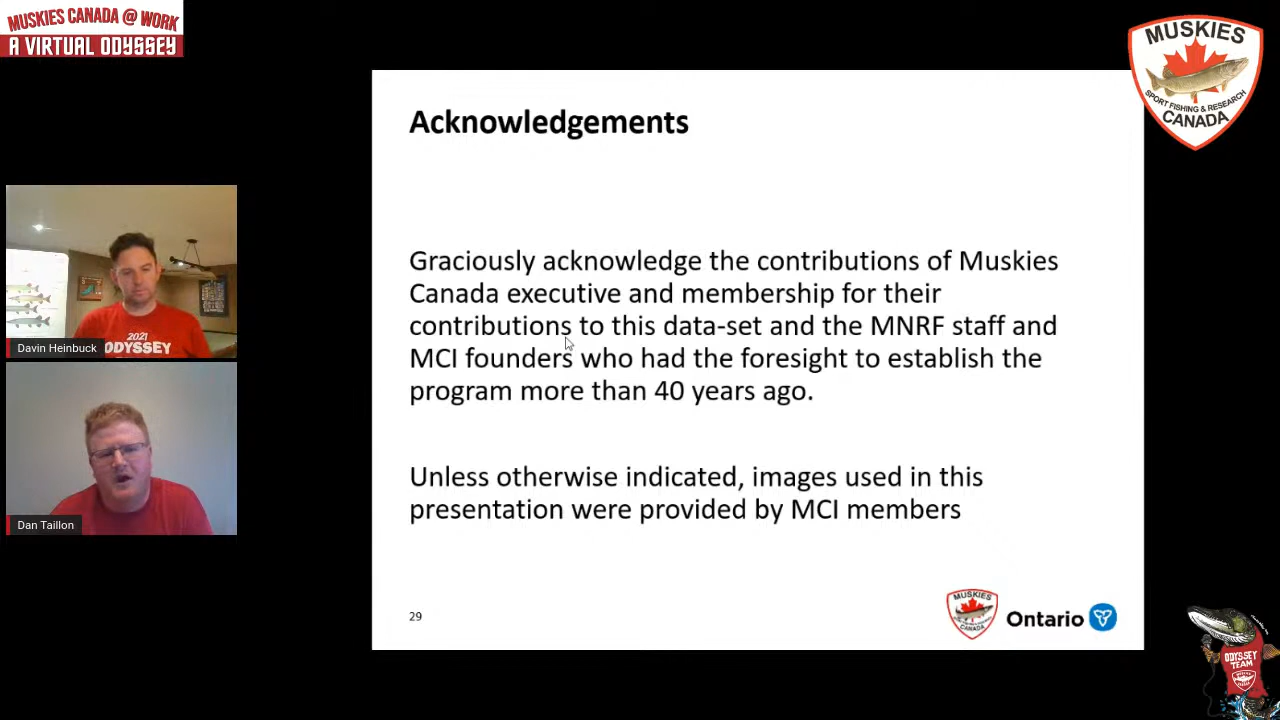 MUSKIES CANADA @ WORK
A VIRTUAL ODYSSEY
MUSKIES
SPORT FISHING & RESEARCH
CANADA
Acknowledgements
Graciously acknowledge the contributions of Muskies
Canada executive and membership for their
contributions to this data-set and the MNRF staff and
MCI founders who had the foresight to establish the
program more than 40 years ago.
Unless otherwise indicated, images used in this
presentation were provided by MCI members
29
MUSKIES
CANADA
Ontario
2021
ODYSSEY
Davin Heinbuck
Dan Taillon
ODYSSEY
TEAM